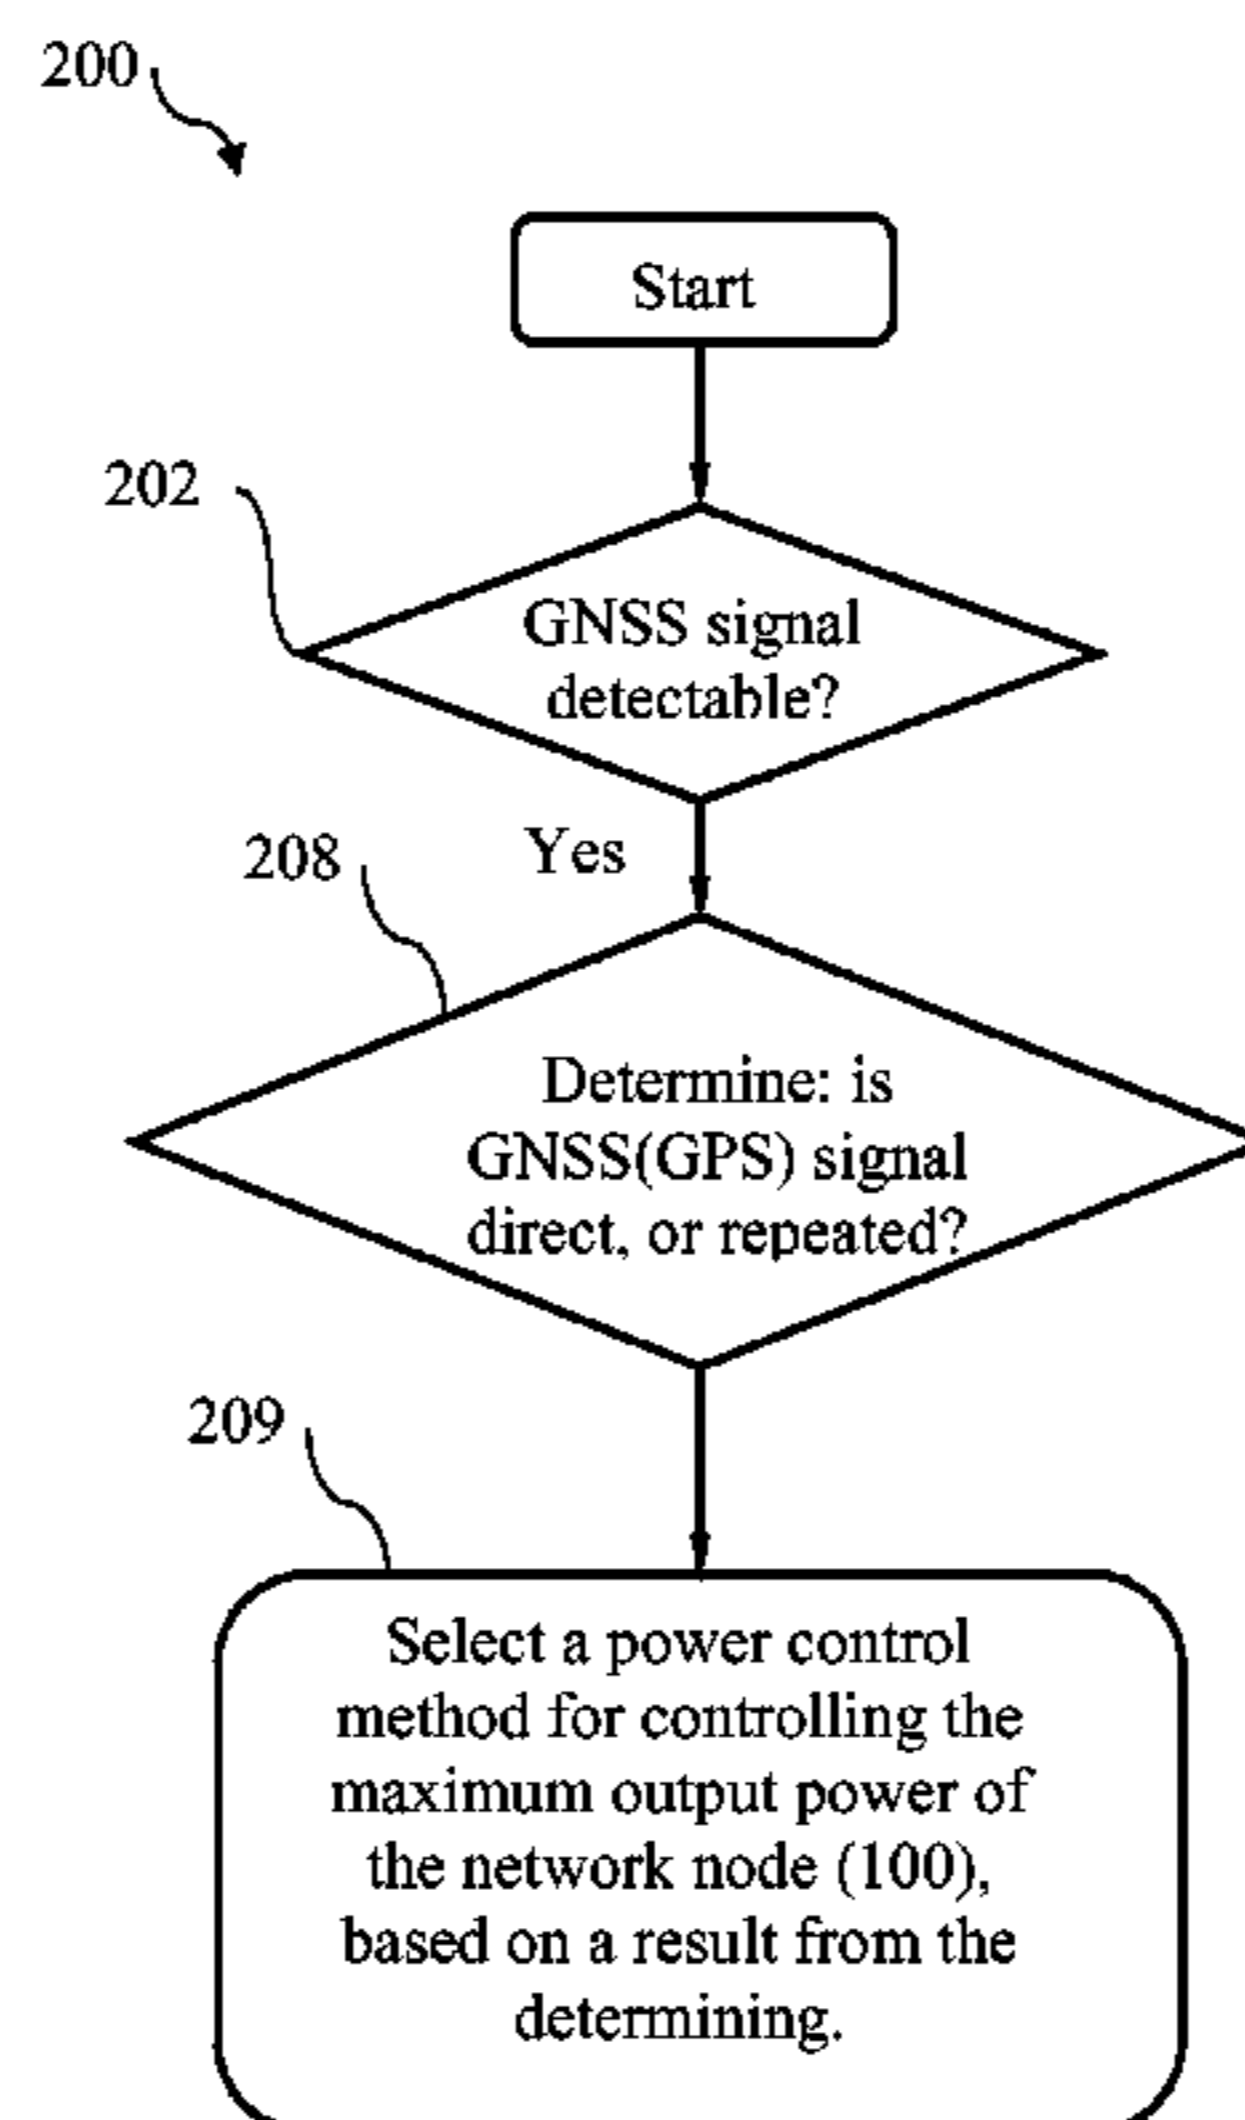 200
Start
202
GNSS signal
detectable?
Yes
208
Determine: is
GNSS(GPS) signal
direct, or repeated?
209
Select a power control
method for controlling the
maximum output power of
the network node (100),
based on a result from the
determining.